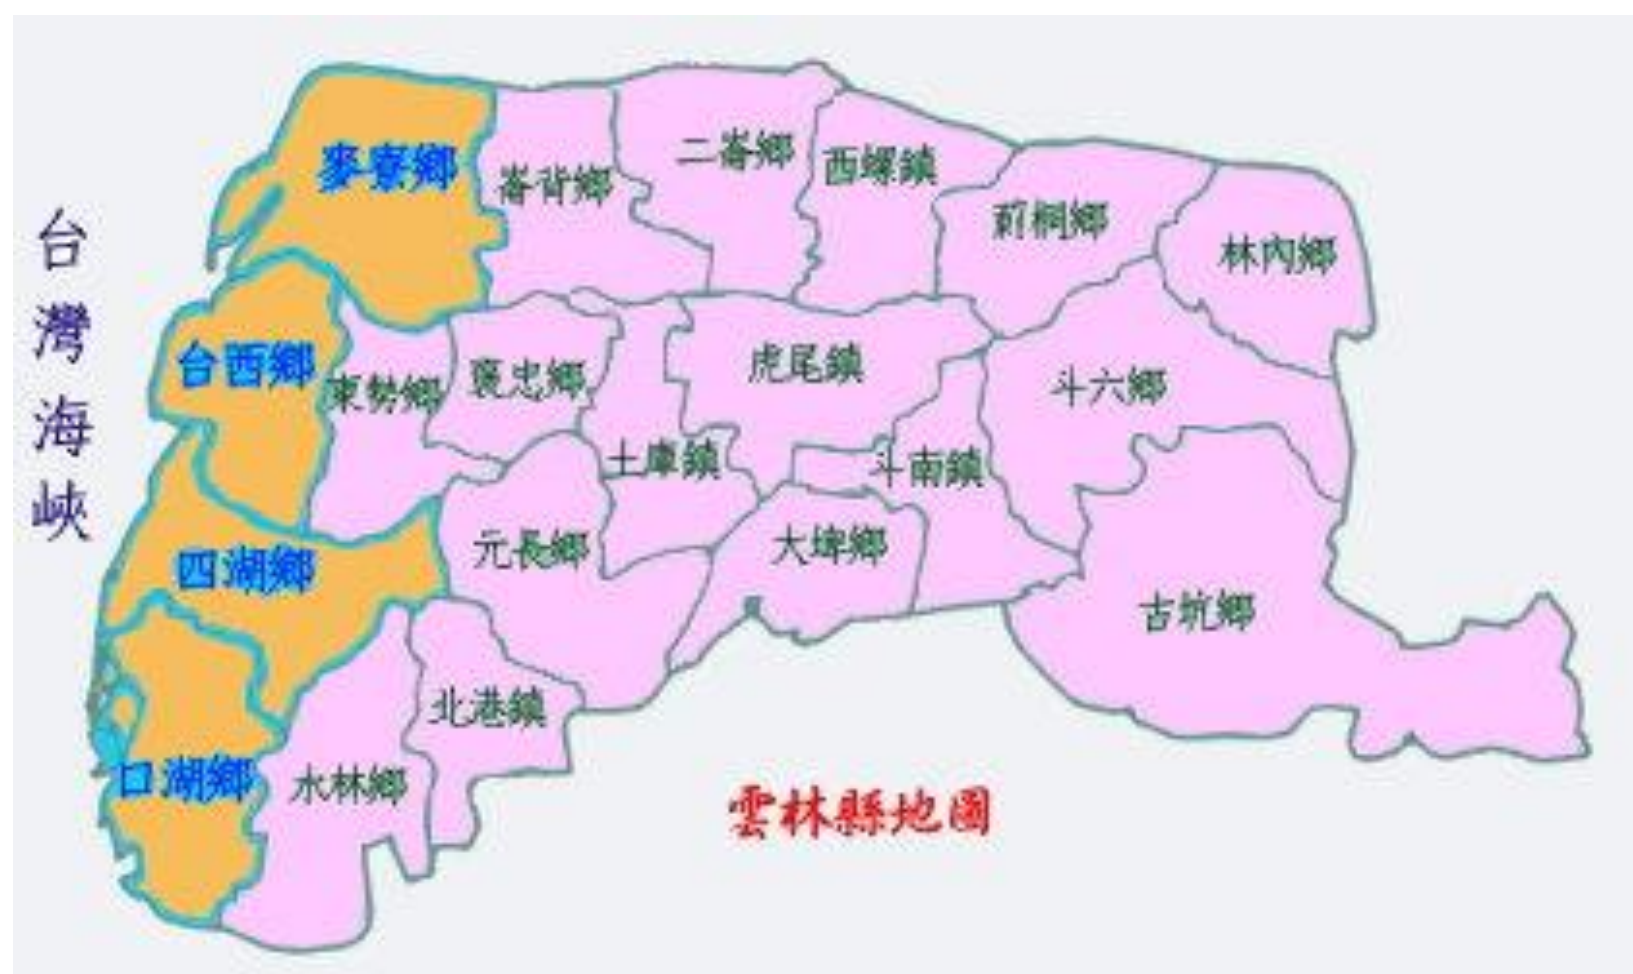 麥寮鄉
崙背鄉
二崙鄉
西螺鎮
莿桐鄉
林內鄉
台灣海峽
台西鄉
東勢鄉
褒忠鄉
虎尾鎮
斗六鄉
土庫鎮
斗南鎮
四湖鄉
元長鄉
大埤鄉
古坑鄉
北港鎮
口湖鄉
水林鄉
雲林縣地圖